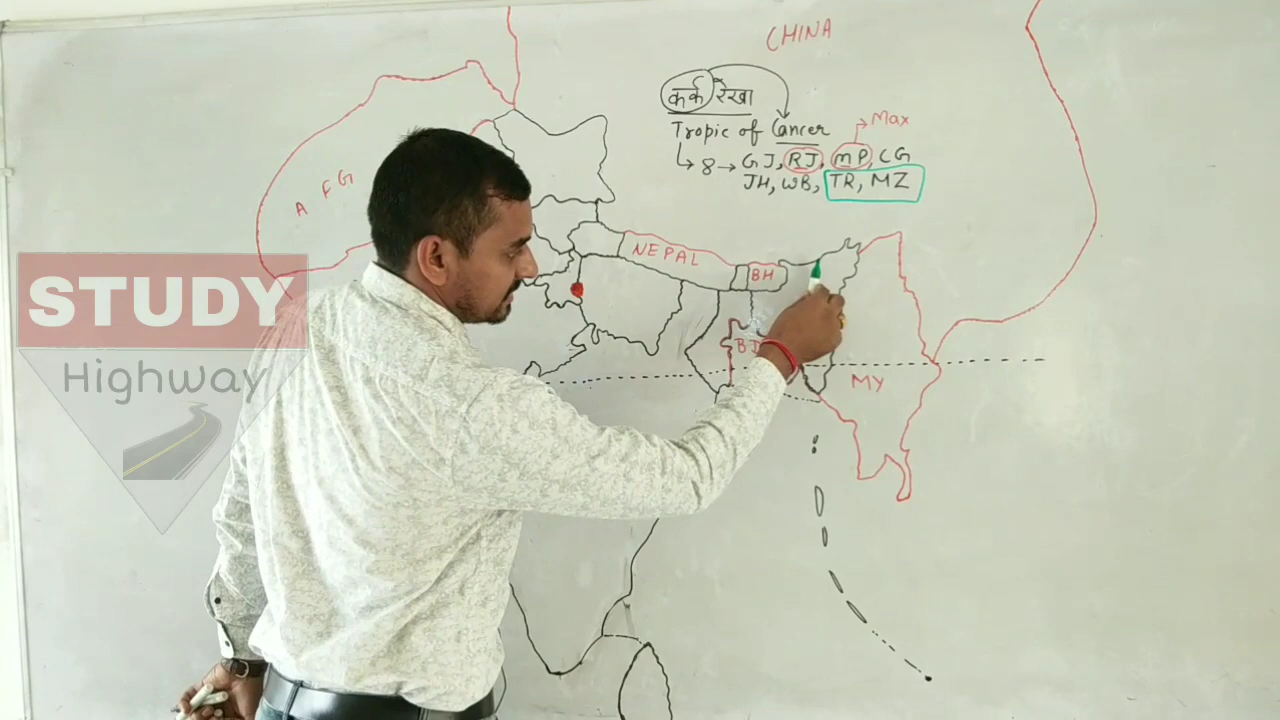 CHINA
कर्क रेखा
Tropic of Cancer
Max
8 → GJ, RJ, MP, CG
JH, WB, TR, MZ
AFG
NEPAL
BH
MY
STUDY
Highway